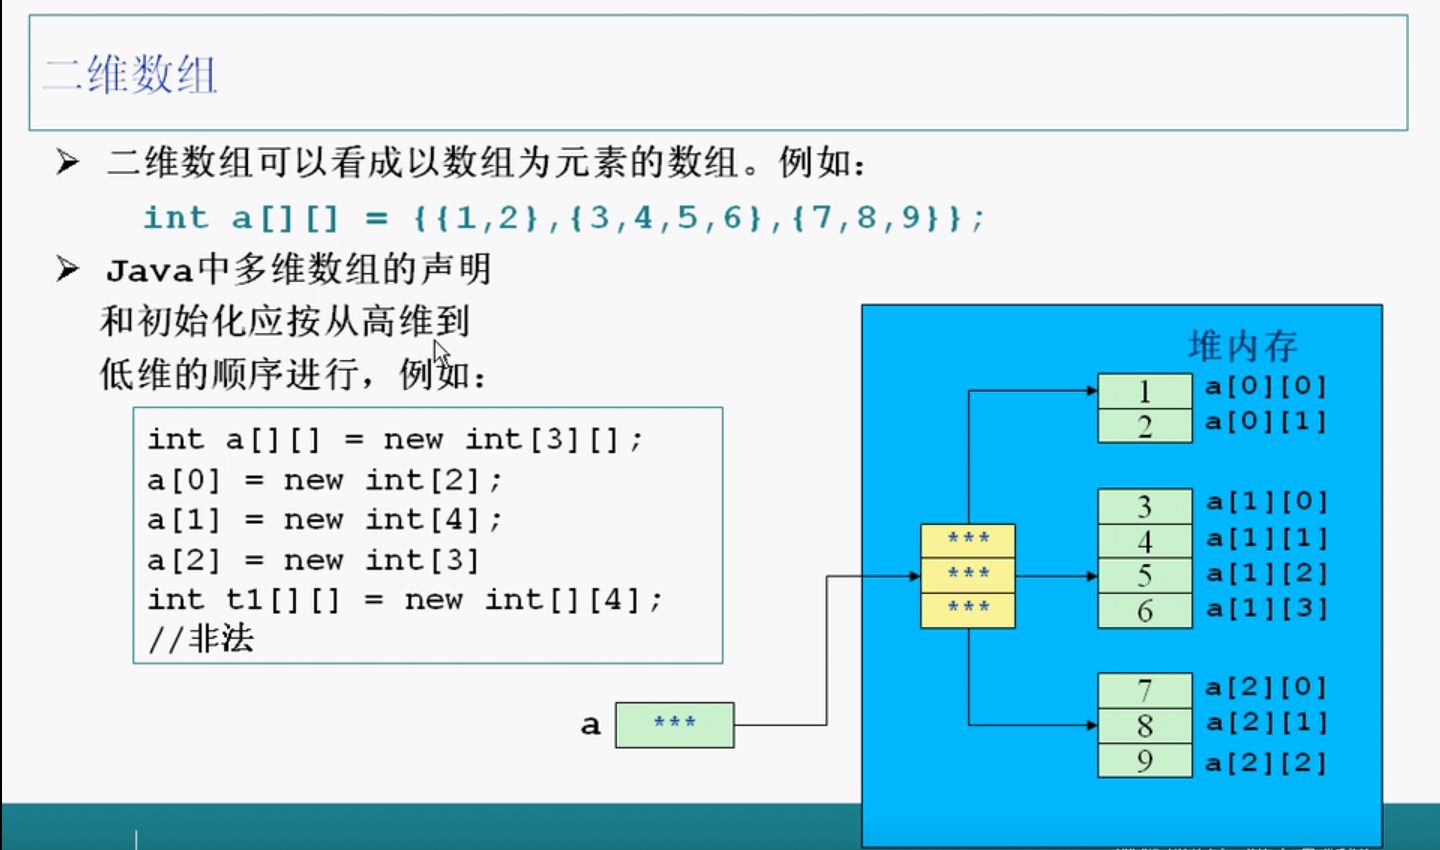 二维数组
二维数组可以看成以数组为元素的数组。例如:
int a[][] = {{1,2},{3,4,5,6},{7,8,9}};
Java中多维数组的声明
和初始化应按从高维到
低维的顺序进行，例如:
int a[][] = new int[3][];
a[0] = new int[2];
a[1] = new int[4];
a[2] = new int[3]
int t1[][] = new int[][4];
//非法
a
***
堆内存
***
***
***
1 a[0][0]
2 a[0][1]
3 a[1][0]
4 a[1][1]
5 a[1][2]
6 a[1][3]
7 a[2][0]
8 a[2][1]
9 a[2][2]